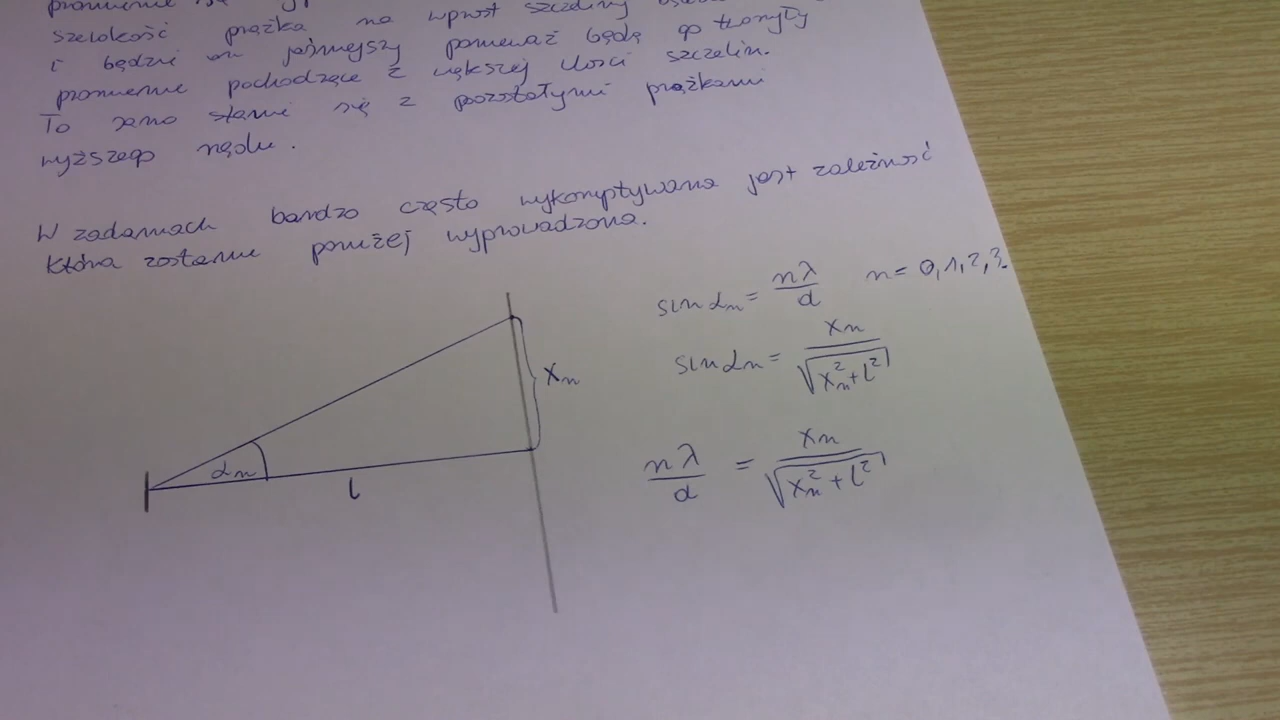 promienie
szerokość prążka na wprost szczeliny
i będzie on jaśniejszy ponieważ będą go tworzyły
promienie pochodzące z większej ilości szczelin.
To samo stanie się z pozostałymi prążkami
wyższego rzędu.
W zadaniach bardzo często wykorzystywana jest zależność
która zostanie poniżej wyprowadzona.
sin αn = nλ/d n = 0,1,2,3..
sin αn = xn/√(xn²+l²)
xn
αn
l
nλ/d = xn/√(xn²+l²)